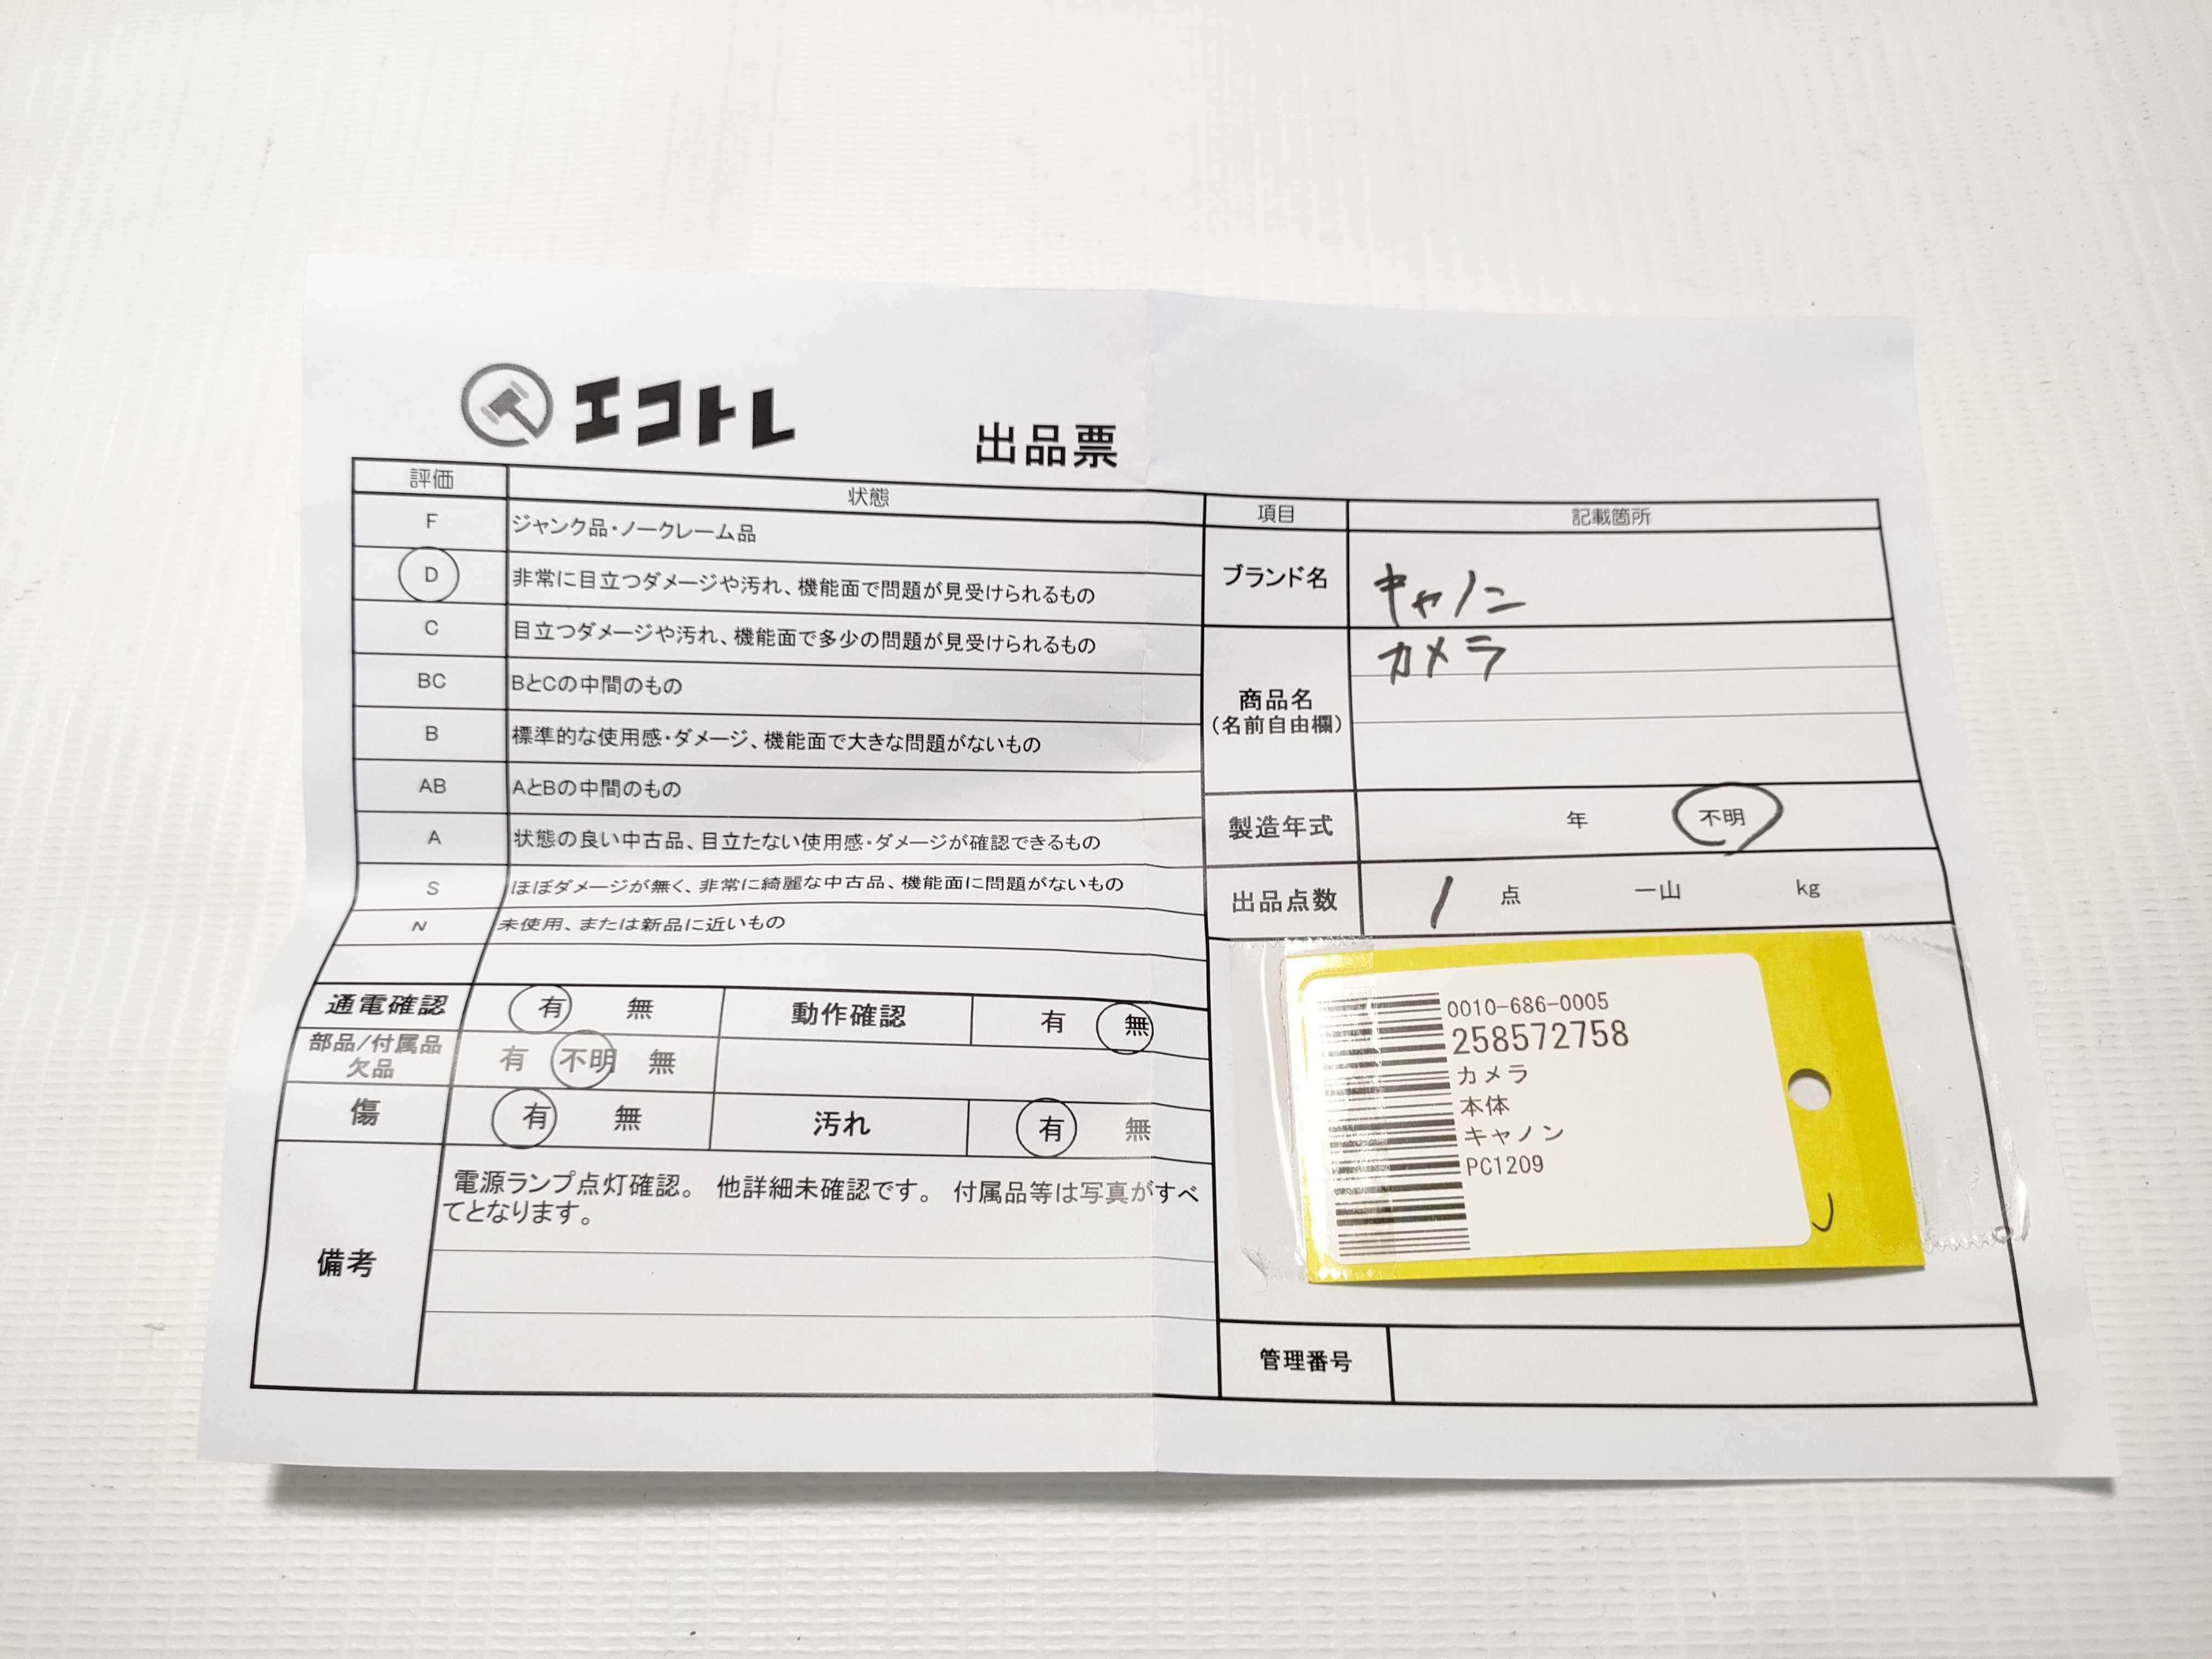 エコトレ
出品票
評価 状態
F ジャンク品・ノークレーム品
D 非常に目立つダメージや汚れ、機能面で問題が見受けられるもの
C 目立つダメージや汚れ、機能面で多少の問題が見受けられるもの
BC BとCの中間のもの
B 標準的な使用感・ダメージ、機能面で大きな問題がないもの
AB AとBの中間のもの
A 状態の良い中古品、目立たない使用感・ダメージが確認できるもの
S ほぼダメージが無く、非常に綺麗な中古品、機能面に問題がないもの
N 未使用、または新品に近いもの
通電確認 有 無 動作確認 有 無
部品/付属品
欠品 有 不明 無
傷 有 無 汚れ 有 無
備考
電源ランプ点灯確認。 他詳細未確認です。 付属品等は写真がすべ
てとなります。
項目 記載箇所
ブランド名 キャノン
商品名
(名前自由欄)
カメラ
製造年式 年 不明
出品点数 1 点 一山 kg
0010-686-0005
258572758
カメラ
本体
キャノン
PC1209
管理番号